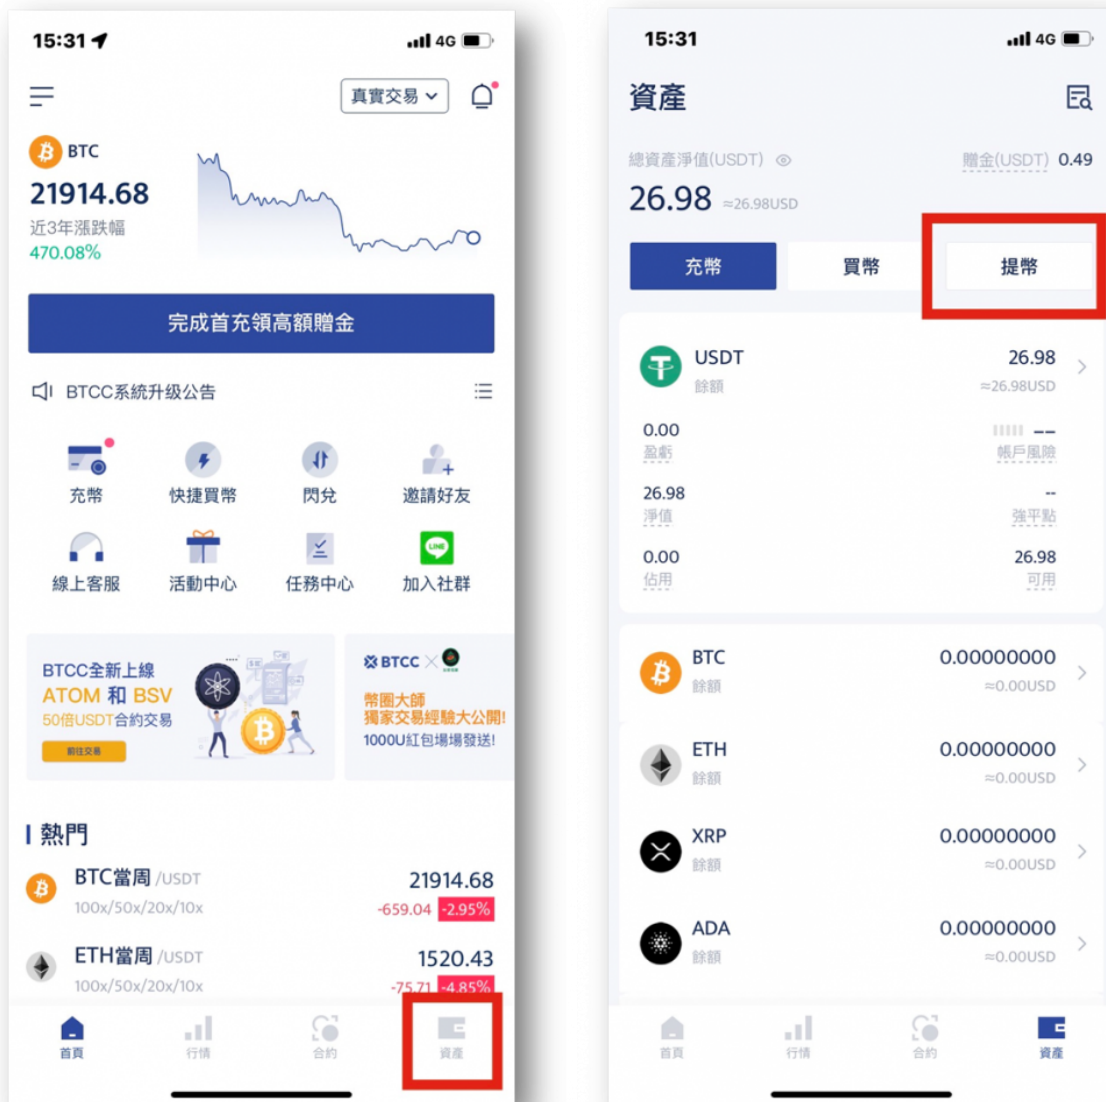 15:31
4G
真實交易
BTC
21914.68
近3年漲跌幅
470.08%
完成首充領高額贈金
BTCC系統升级公告
充幣
快捷買幣
閃兌
邀請好友
LINE
線上客服
活動中心
任務中心
加入社群
BTCC全新上線
ATOM 和 BSV
50倍USDT合約交易
前往交易
BTCC
幣圈大師
獨家交易經驗大公開!
1000U紅包場場發送!
熱門
BTC當周 /USDT
21914.68
100x/50x/20x/10x
-659.04 -2.95%
ETH當周 /USDT
1520.43
100x/50x/20x/10x
-75.71 -4.85%
首頁
行情
合約
資產
15:31
4G
資產
總資產淨值(USDT)
贈金(USDT) 0.49
26.98 ≈26.98USD
充幣
買幣
提幣
USDT
26.98
餘額
≈26.98USD
0.00
--
盈虧
帳戶風險
26.98
--
淨值
強平點
0.00
26.98
佔用
可用
BTC
0.00000000
餘額
≈0.00USD
ETH
0.00000000
餘額
≈0.00USD
XRP
0.00000000
餘額
≈0.00USD
ADA
0.00000000
餘額
≈0.00USD
首頁
行情
合約
資產